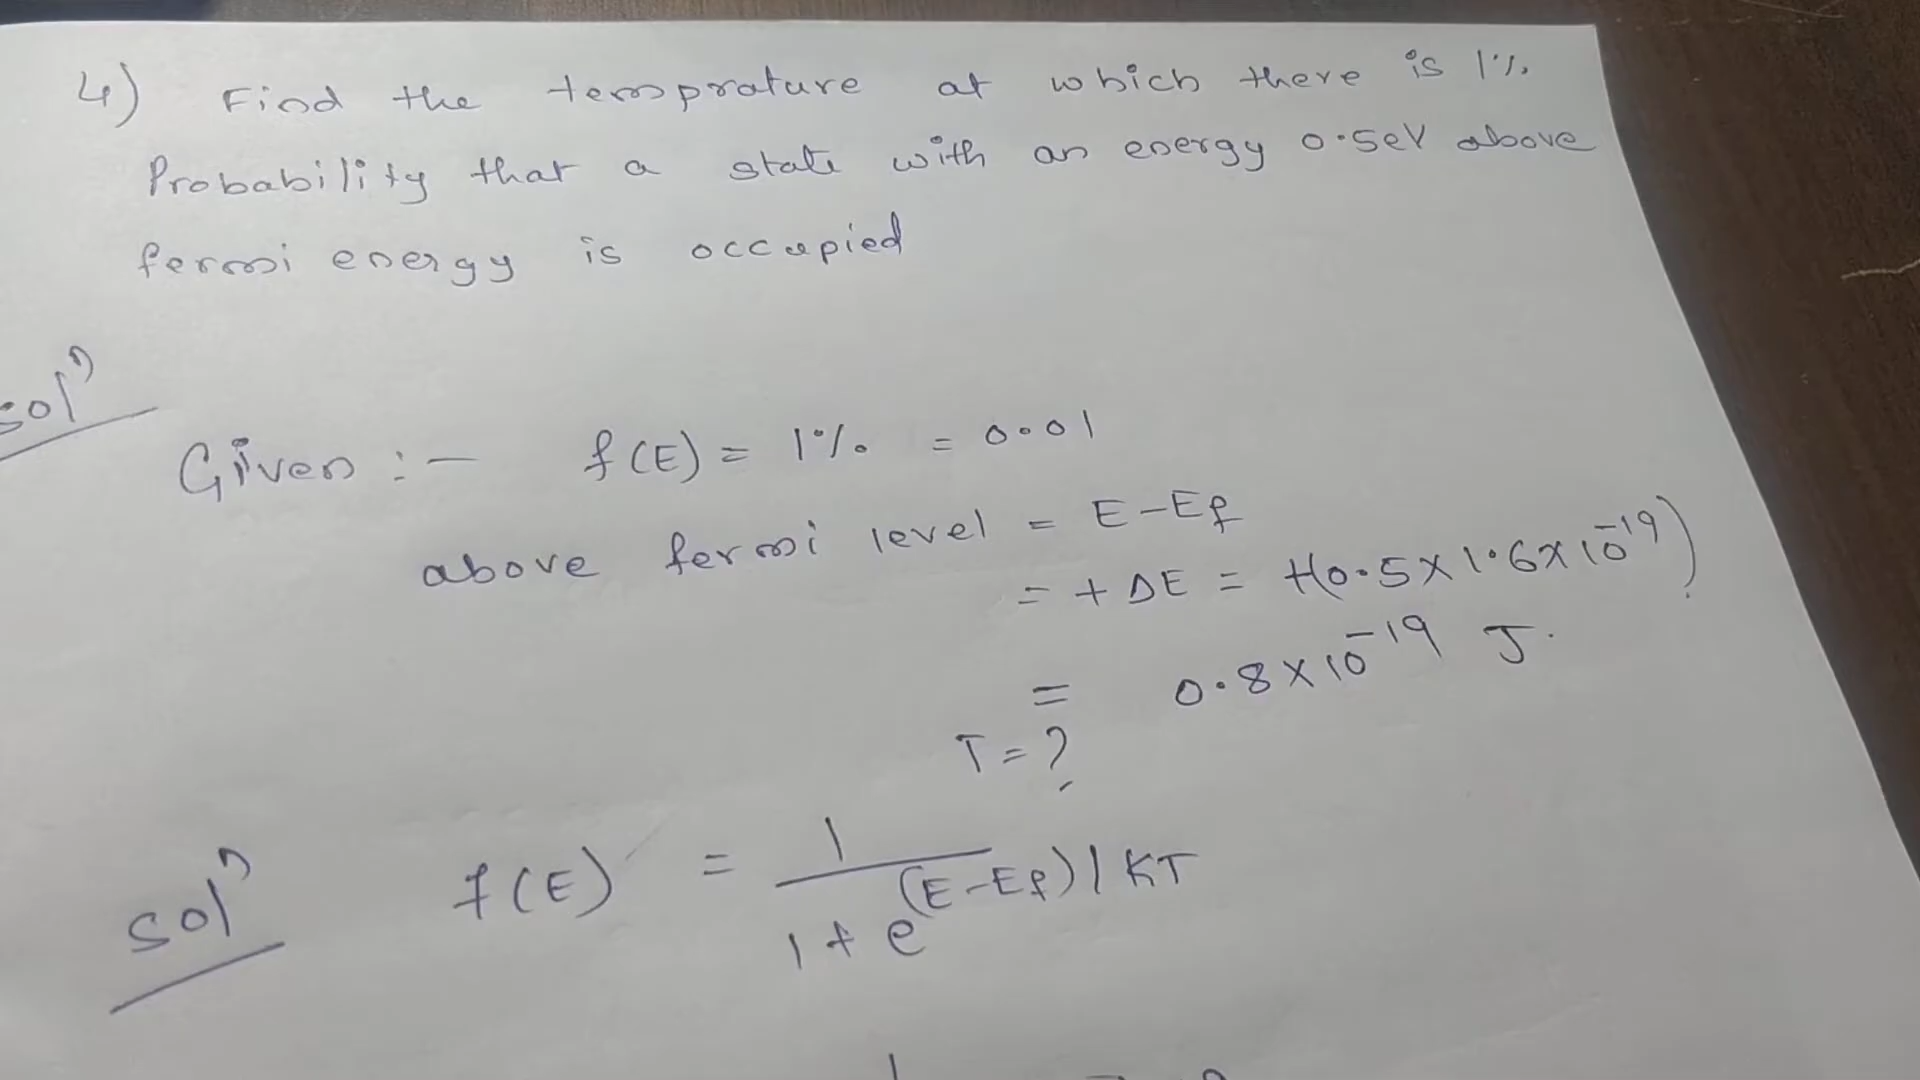 4) Find the temprature at which there is 1%
Probability that a state with an energy 0.5eV above
fermi energy is occupied
solⁿ
Given :- f(E) = 1% = 0.01
above fermi level = E-Ef
= + ΔE = +(0.5×1.6×10⁻¹⁹)
= 0.8×10⁻¹⁹ J.
T=?
solⁿ f(E) = 1
1+e^(E-Ef)/KT